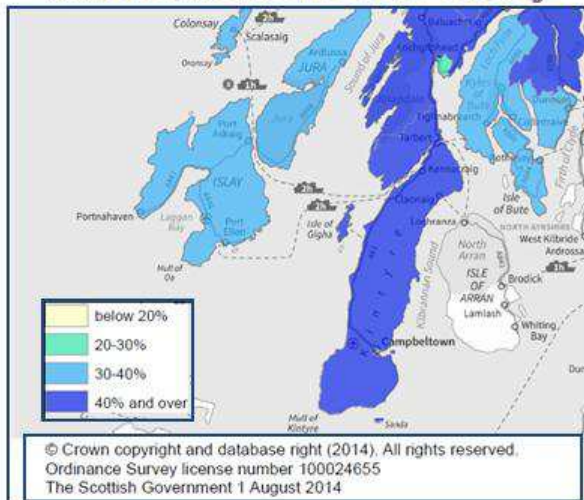 Colonsay
Scalasaig
Oronsay
Ardlussa
JURA
Sound of Jura
Jura
Port Askaig
ISLAY
Portnahaven
Laggan Bay
Port Ellen
Mull of Oa
Isle of Gigha
Tarbert
Kennacraig
Claonaig
Lochranza
Kintyre
Kilbrannan Sound
North Arran
ISLE OF ARRAN
Brodick
Lamlash
Whiting Bay
Isle of Bute
Firth of Clyde
NORTH AYRSHIRE
West Kilbride
Ardrossa
Campbeltown
Mull of Kintyre
Sanda
Du
below 20%
20-30%
30-40%
40% and over
© Crown copyright and database right (2014). All rights reserved.
Ordinance Survey license number 100024655
The Scottish Government 1 August 2014